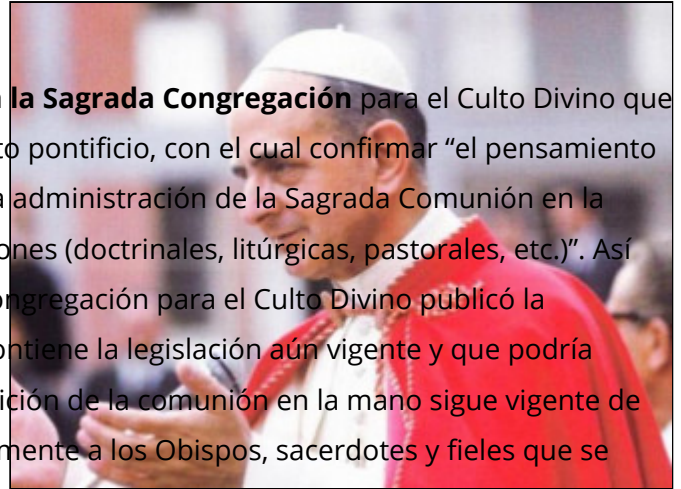 la Sagrada Congregación para el Culto Divino que
to pontificio, con el cual confirmar “el pensamiento
a administración de la Sagrada Comunión en la
ones (doctrinales, litúrgicas, pastorales, etc.)”. Así
ongregación para el Culto Divino publicó la
ontiene la legislación aún vigente y que podría
ición de la comunión en la mano sigue vigente de
mente a los Obispos, sacerdotes y fieles que se